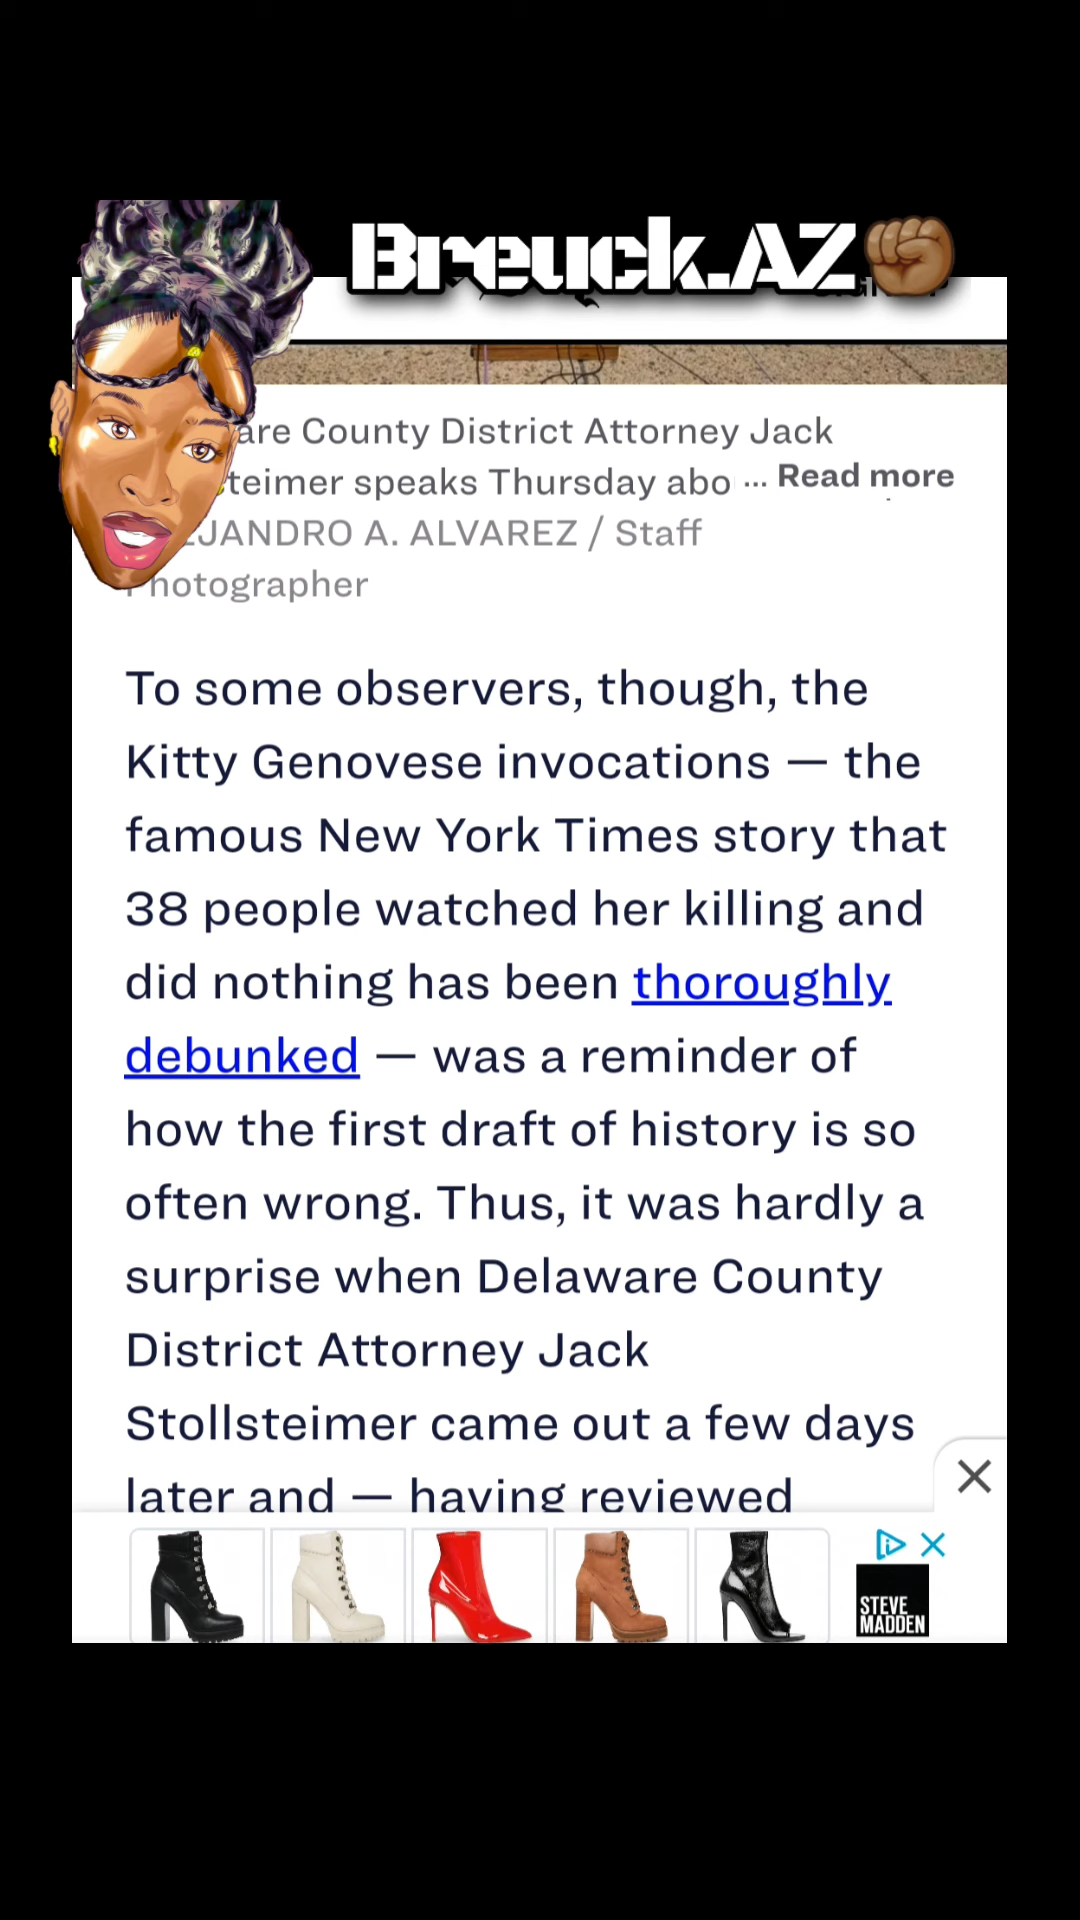 Breuck.AZ
are County District Attorney Jack
teimer speaks Thursday abo ... Read more
JANDRO A. ALVAREZ / Staff
Photographer
To some observers, though, the
Kitty Genovese invocations — the
famous New York Times story that
38 people watched her killing and
did nothing has been thoroughly
debunked — was a reminder of
how the first draft of history is so
often wrong. Thus, it was hardly a
surprise when Delaware County
District Attorney Jack
Stollsteimer came out a few days
later and — having reviewed
STEVE
MADDEN